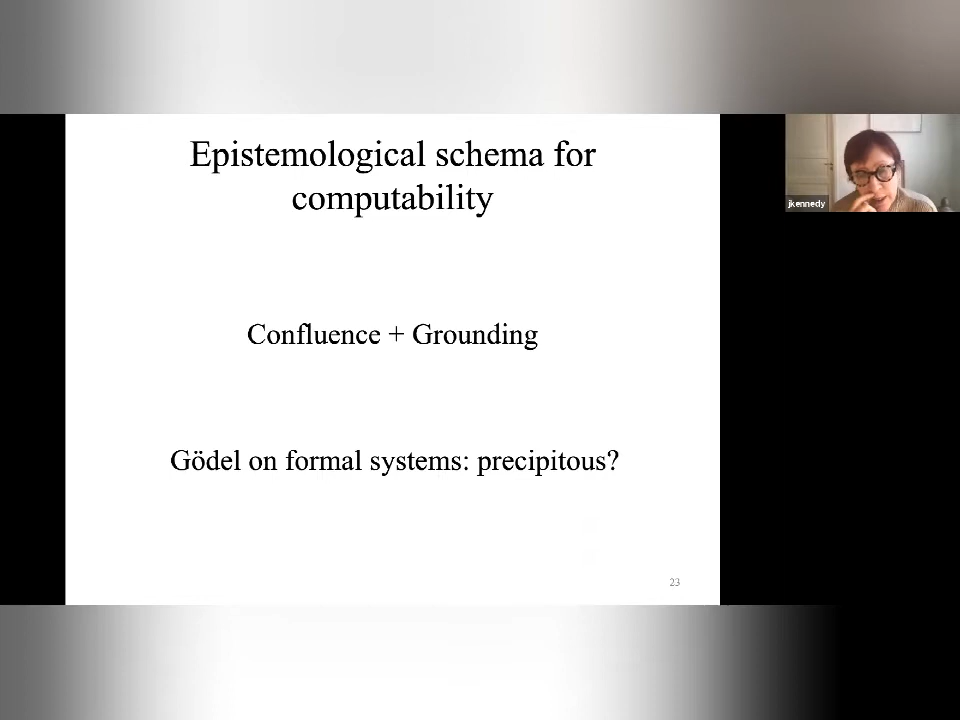 Epistemological schema for
computability
jkennedy
Confluence + Grounding
Gödel on formal systems: precipitous?
23